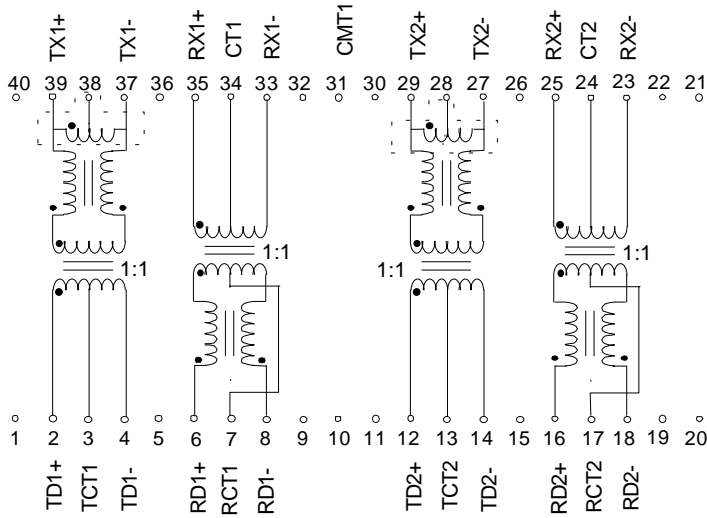 TX1+ TX1- RX1+ CT1 RX1- CMT1 TX2+ TX2- RX2+ CT2 RX2-
40 39 38 37 36 35 34 33 32 31 30 29 28 27 26 25 24 23 22 21
1:1 1:1 1:1 1:1
1 2 3 4 5 6 7 8 9 10 11 12 13 14 15 16 17 18 19 20
TD1+ TCT1 TD1- RD1+ RCT1 RD1- TD2+ TCT2 TD2- RD2+ RCT2 RD2-